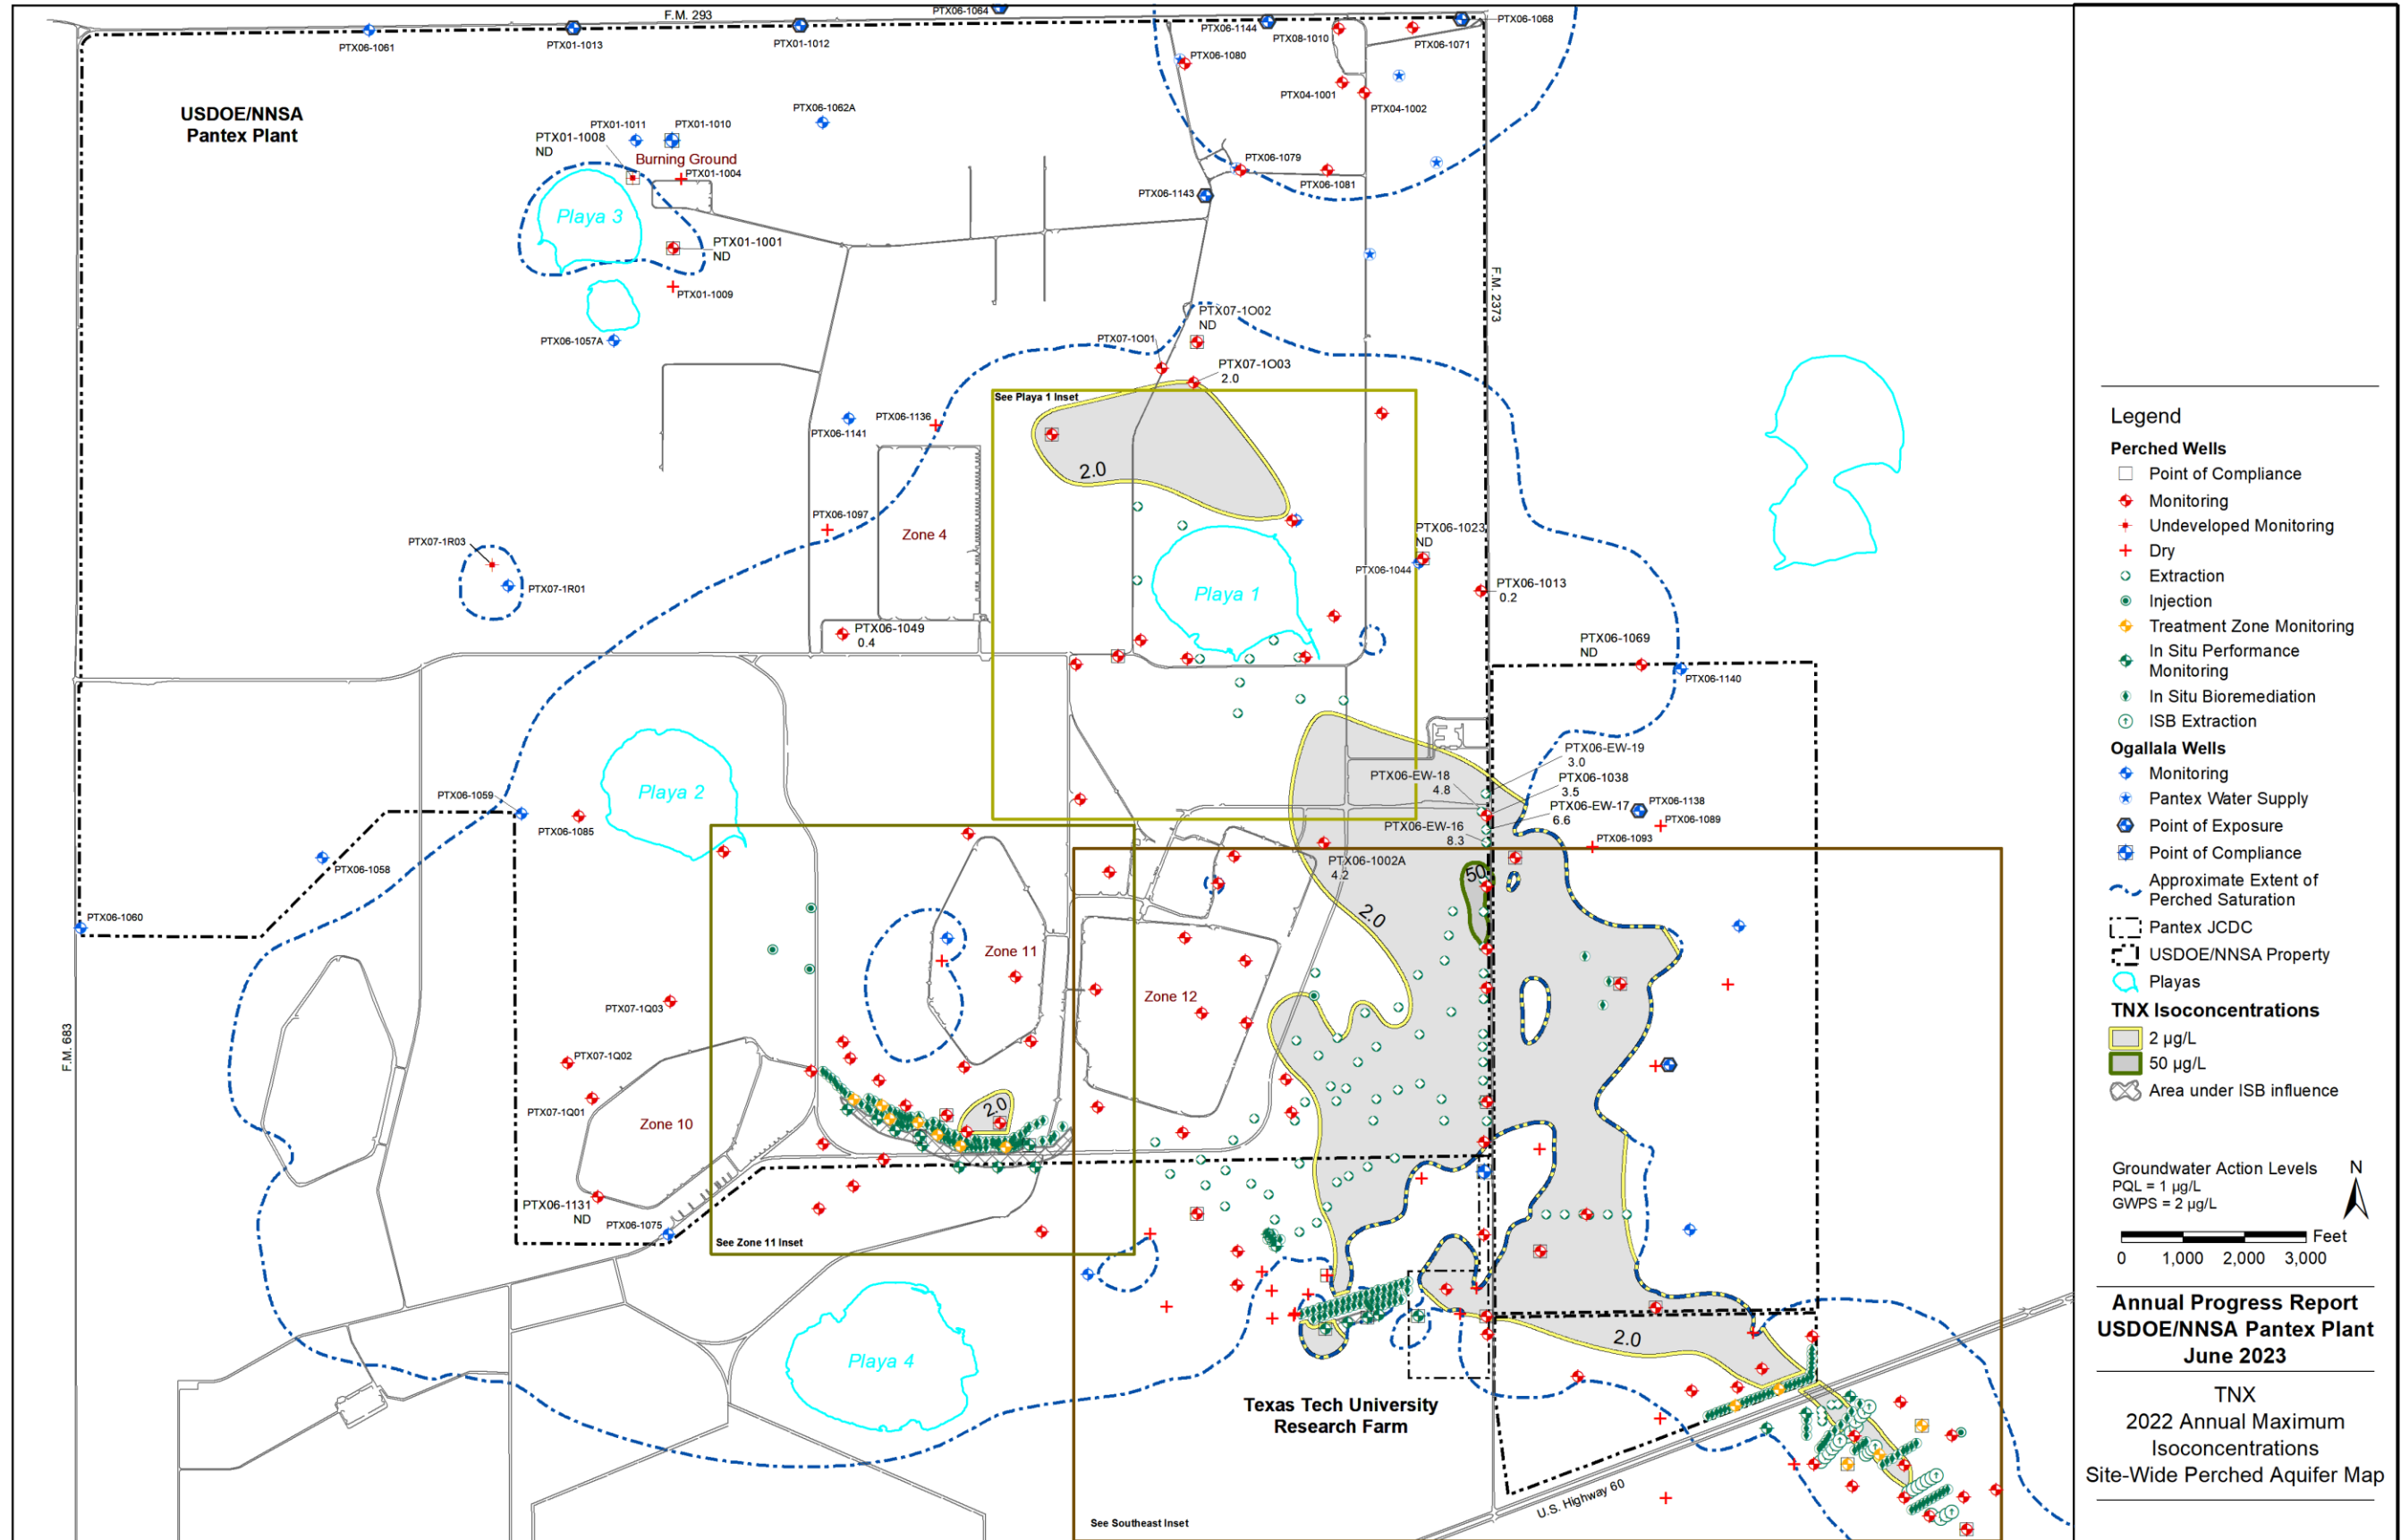 F.M. 293
PTX06-1064
PTX06-1061
PTX01-1013
PTX01-1012
PTX06-1144
PTX08-1010
PTX06-1068
PTX06-1071
PTX06-1080
USDOE/NNSA
Pantex Plant
PTX06-1062A
PTX04-1001
PTX04-1002
PTX01-1011
PTX01-1010
PTX01-1008
ND
Burning Ground
PTX01-1004
PTX06-1079
PTX06-1081
PTX06-1143
Playa 3
PTX01-1001
ND
PTX01-1009
F.M. 2373
PTX06-1057A
PTX07-1O02
ND
PTX07-1O01
PTX07-1O03
2.0
See Playa 1 Inset
PTX06-1141
PTX06-1136
2.0
PTX06-1097
Zone 4
PTX06-1023
ND
PTX07-1R03
PTX06-1044
PTX07-1R01
Playa 1
PTX06-1013
0.2
PTX06-1049
0.4
PTX06-1069
ND
PTX06-1140
PTX06-EW-19
3.0
PTX06-EW-18
4.8
PTX06-1038
3.5
PTX06-EW-17
6.6
PTX06-1138
PTX06-1089
PTX06-EW-16
8.3
PTX06-1093
Playa 2
PTX06-1059
PTX06-1085
PTX06-1058
PTX06-1002A
4.2
50
2.0
PTX06-1060
Zone 11
Zone 12
PTX07-1Q03
F.M. 683
PTX07-1Q02
PTX07-1Q01
Zone 10
2.0
PTX06-1131
ND
PTX06-1075
See Zone 11 Inset
Playa 4
2.0
Texas Tech University
Research Farm
U.S. Highway 60
See Southeast Inset
Legend
Perched Wells
Point of Compliance
Monitoring
Undeveloped Monitoring
Dry
Extraction
Injection
Treatment Zone Monitoring
In Situ Performance
Monitoring
In Situ Bioremediation
ISB Extraction
Ogallala Wells
Monitoring
Pantex Water Supply
Point of Exposure
Point of Compliance
Approximate Extent of
Perched Saturation
Pantex JCDC
USDOE/NNSA Property
Playas
TNX Isoconcentrations
2 µg/L
50 µg/L
Area under ISB influence
Groundwater Action Levels
PQL = 1 µg/L
GWPS = 2 µg/L
N
Feet
0 1,000 2,000 3,000
Annual Progress Report
USDOE/NNSA Pantex Plant
June 2023
TNX
2022 Annual Maximum
Isoconcentrations
Site-Wide Perched Aquifer Map